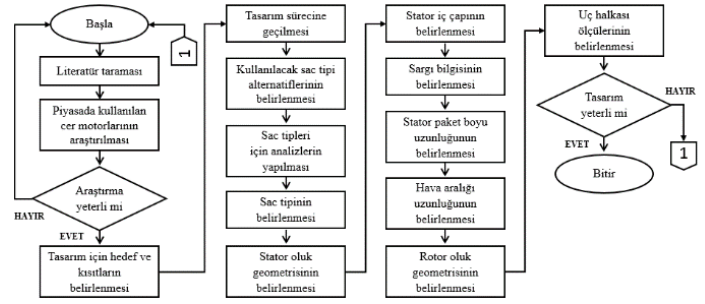 Başla
1
Literatür taraması
Piyasada kullanılan
cer motorlarının
araştırılması
Araştırma
yeterli mi
HAYIR
EVET
Tasarım için hedef ve
kısıtların
belirlenmesi
Tasarım sürecine
geçilmesi
Kullanılacak sac tipi
alternatiflerinin
belirlenmesi
Sac tipleri
için analizlerin
yapılması
Sac tipinin
belirlenmesi
Stator oluk
geometrisinin
belirlenmesi
Stator iç çapının
belirlenmesi
Sargı bilgisinin
belirlenmesi
Stator paket boyu
uzunluğunun
belirlenmesi
Hava aralığı
uzunluğunun
belirlenmesi
Rotor oluk
geometrisinin
belirlenmesi
Uç halkası
ölçülerinin
belirlenmesi
Tasarım
yeterli mi
HAYIR
EVET
1
Bitir